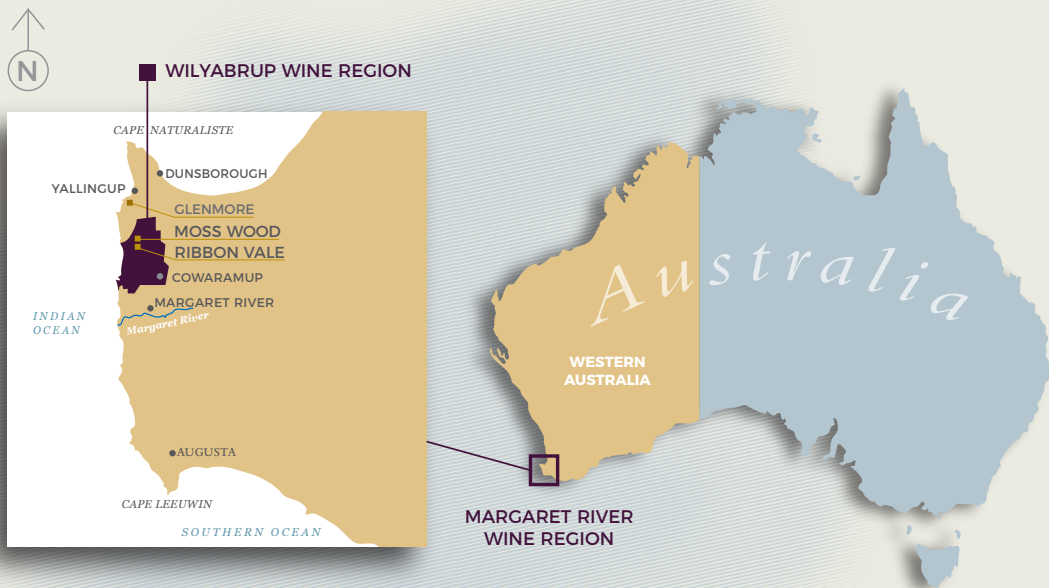 N
WILYABRUP WINE REGION
CAPE NATURALISTE
DUNSBOROUGH
YALLINGUP
GLENMORE
MOSS WOOD
RIBBON VALE
COWARAMUP
MARGARET RIVER
Margaret River
INDIAN
OCEAN
AUGUSTA
CAPE LEEUWIN
SOUTHERN OCEAN
Australia
WESTERN
AUSTRALIA
MARGARET RIVER
WINE REGION